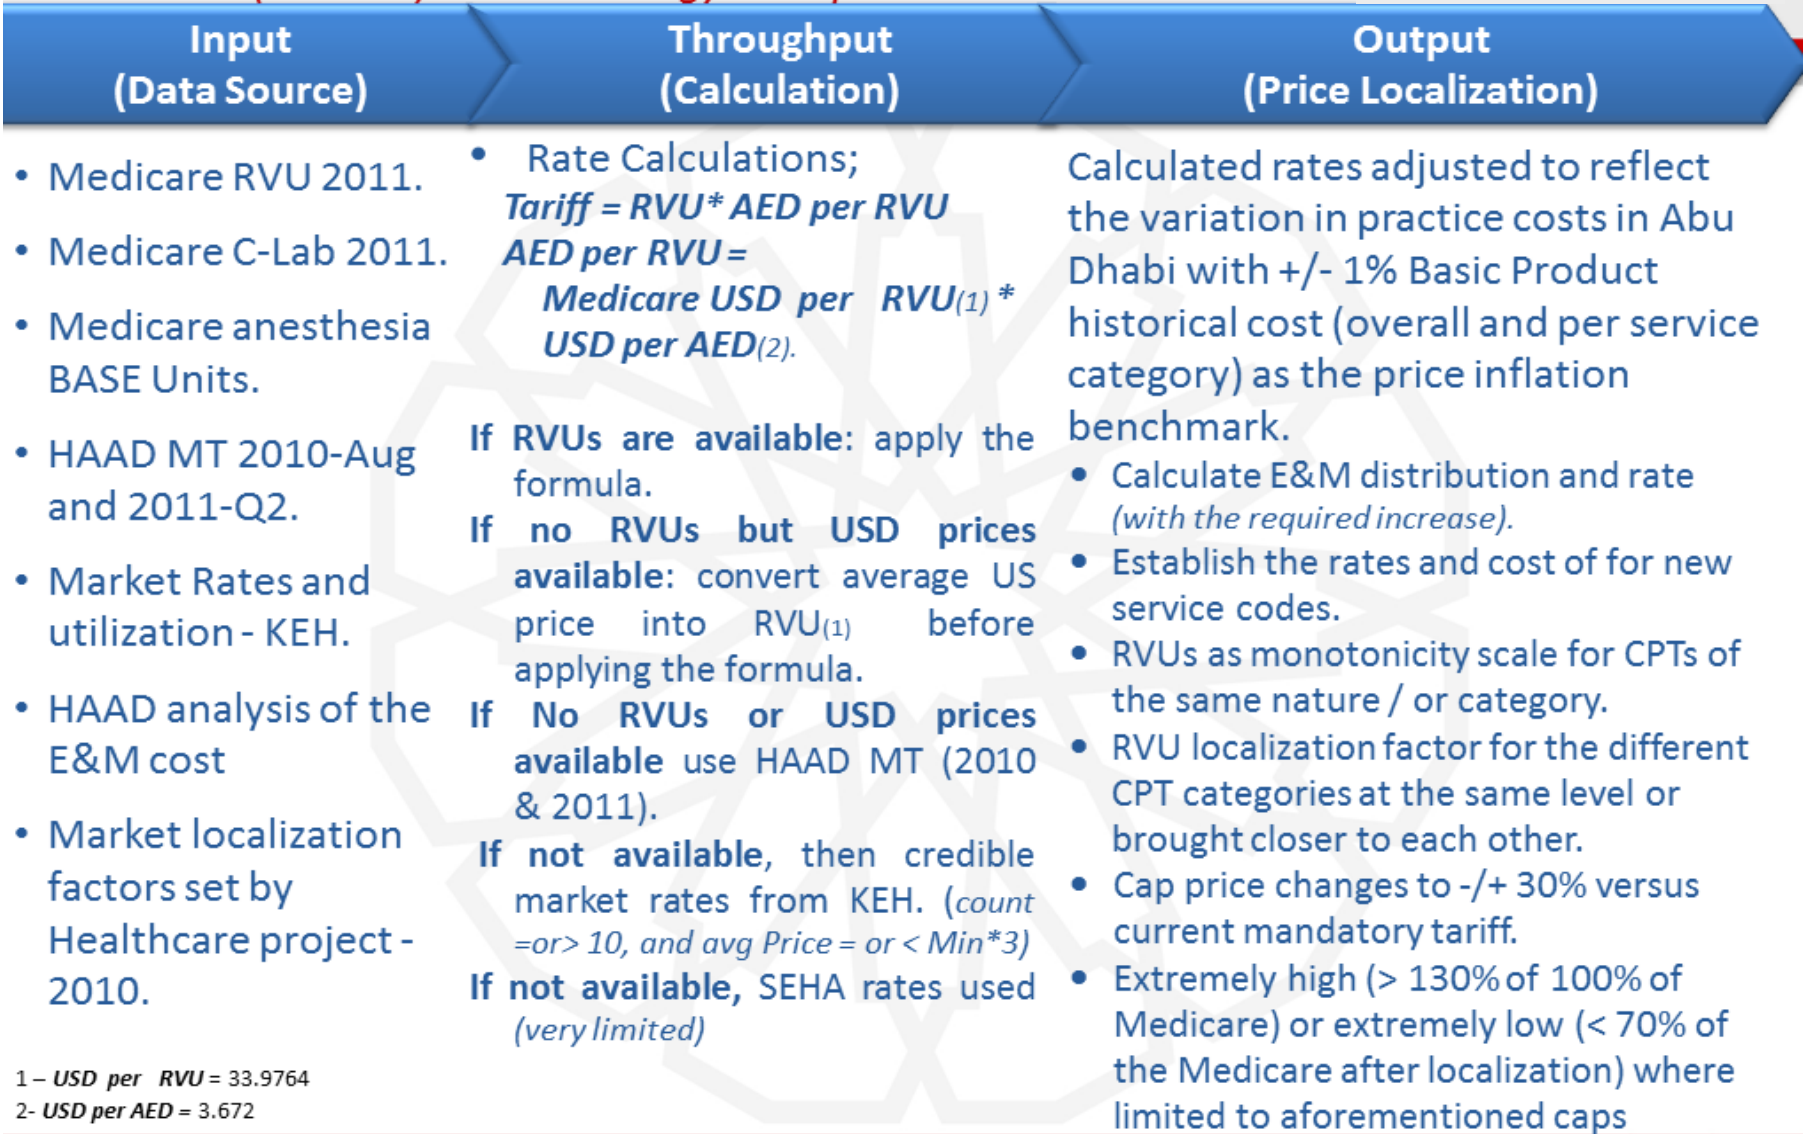 Input
(Data Source)
Throughput
(Calculation)
Output
(Price Localization)
• Medicare RVU 2011.
• Medicare C-Lab 2011.
• Medicare anesthesia
BASE Units.
• HAAD MT 2010-Aug
and 2011-Q2.
• Market Rates and
utilization - KEH.
• HAAD analysis of the
E&M cost
• Market localization
factors set by
Healthcare project -
2010.
1 – USD per RVU = 33.9764
2- USD per AED = 3.672
• Rate Calculations;
Tariff = RVU* AED per RVU
AED per RVU =
Medicare USD per RVU(1) *
USD per AED(2).
If RVUs are available: apply the
formula.
If no RVUs but USD prices
available: convert average US
price into RVU(1) before
applying the formula.
If No RVUs or USD prices
available use HAAD MT (2010
& 2011).
If not available, then credible
market rates from KEH. (count
=or> 10, and avg Price = or < Min*3)
If not available, SEHA rates used
(very limited)
Calculated rates adjusted to reflect
the variation in practice costs in Abu
Dhabi with +/- 1% Basic Product
historical cost (overall and per service
category) as the price inflation
benchmark.
• Calculate E&M distribution and rate
(with the required increase).
• Establish the rates and cost of for new
service codes.
• RVUs as monotonicity scale for CPTs of
the same nature / or category.
• RVU localization factor for the different
CPT categories at the same level or
brought closer to each other.
• Cap price changes to -/+ 30% versus
current mandatory tariff.
• Extremely high (> 130% of 100% of
Medicare) or extremely low (< 70% of
the Medicare after localization) where
limited to aforementioned caps